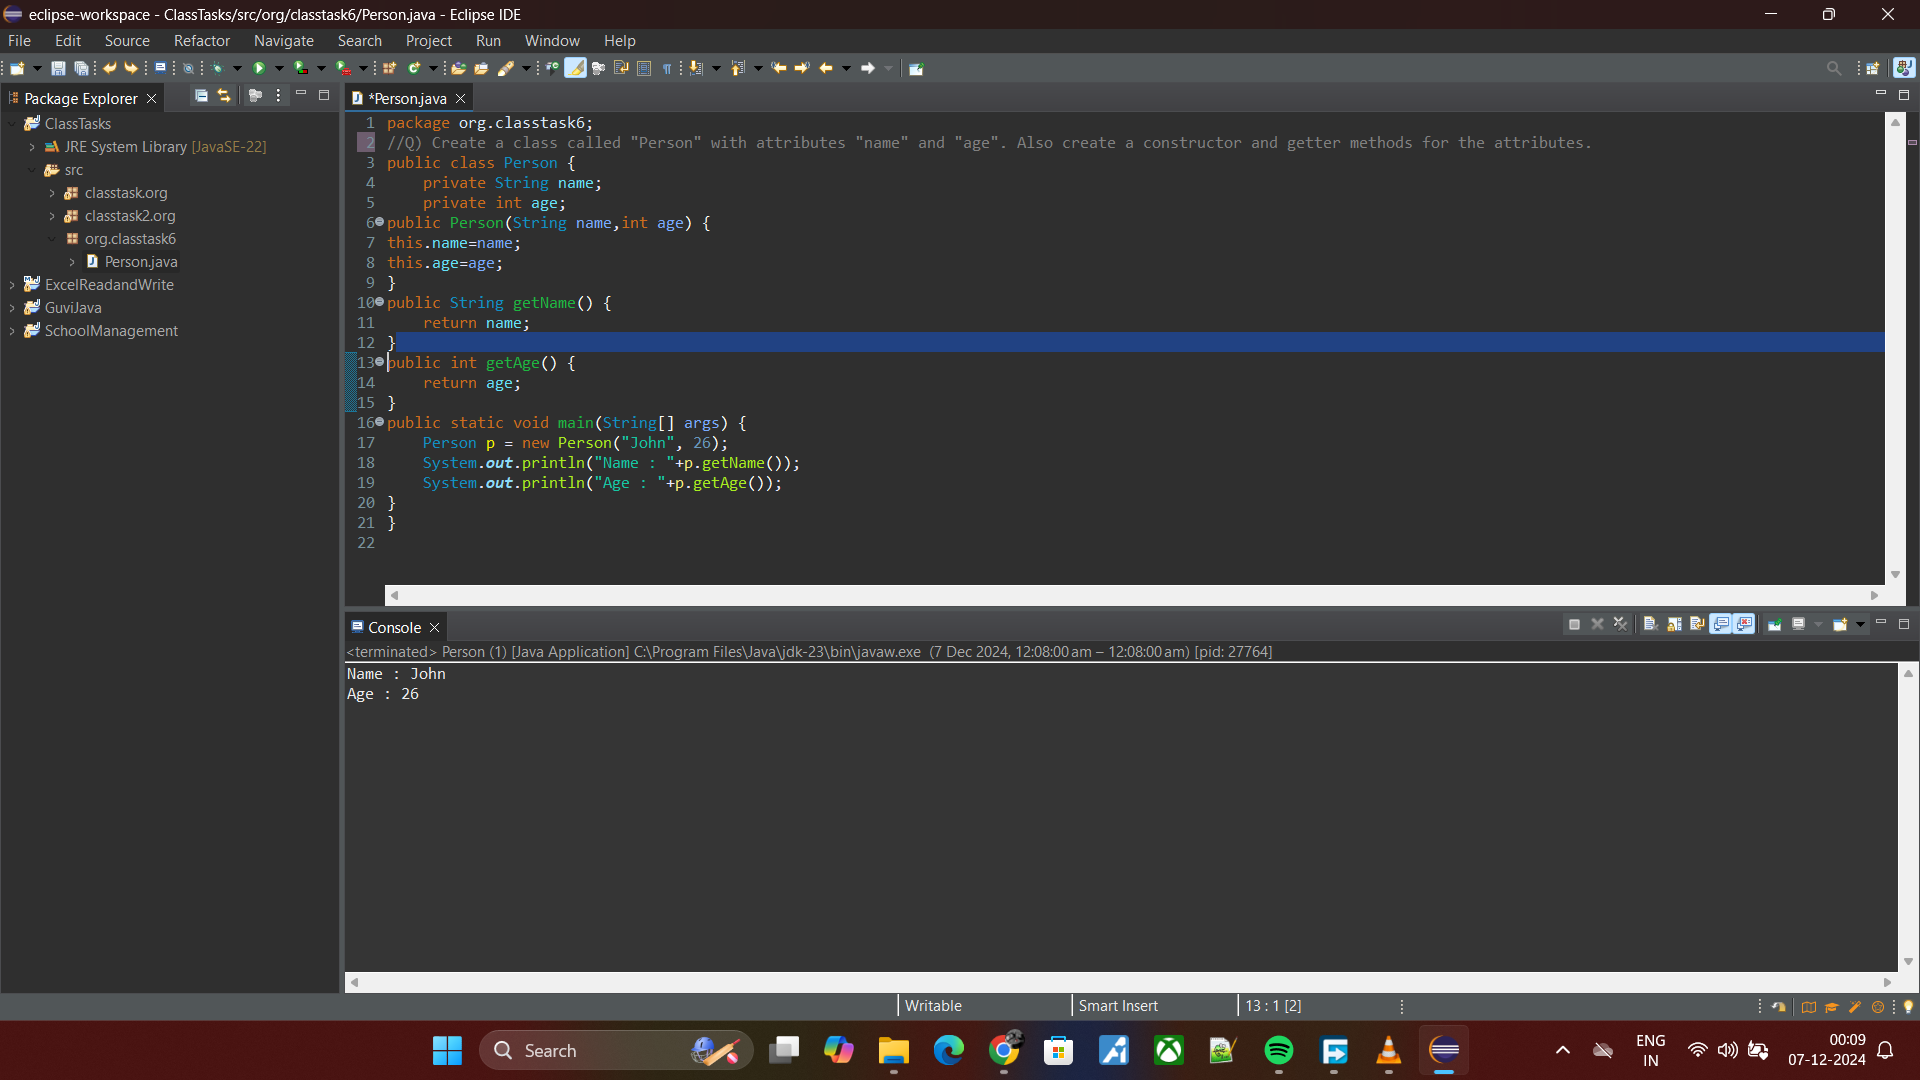 eclipse-workspace - ClassTasks/src/org/classtask6/Person.java - Eclipse IDE
File Edit Source Refactor Navigate Search Project Run Window Help
Package Explorer
ClassTasks
JRE System Library [JavaSE-22]
src
classtask.org
classtask2.org
org.classtask6
Person.java
ExcelReadandWrite
GuviJava
SchoolManagement
*Person.java
1 package org.classtask6;
2 //Q) Create a class called "Person" with attributes "name" and "age". Also create a constructor and getter methods for the attributes.
3 public class Person {
4     private String name;
5     private int age;
6 public Person(String name,int age) {
7 this.name=name;
8 this.age=age;
9 }
10 public String getName() {
11     return name;
12 }
13 public int getAge() {
14     return age;
15 }
16 public static void main(String[] args) {
17     Person p = new Person("John", 26);
18     System.out.println("Name : "+p.getName());
19     System.out.println("Age : "+p.getAge());
20 }
21 }
22
Console
<terminated> Person (1) [Java Application] C:\Program Files\Java\jdk-23\bin\javaw.exe (7 Dec 2024, 12:08:00 am – 12:08:00 am) [pid: 27764]
Name : John
Age : 26
Writable Smart Insert 13 : 1 [2]
Search
ENG
IN
00:09
07-12-2024